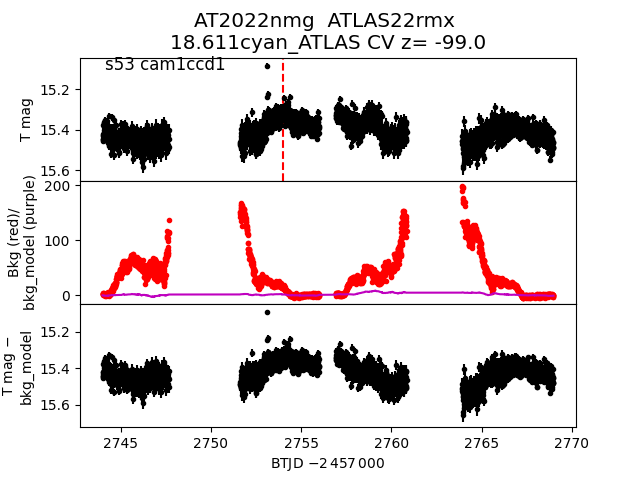 AT2022nmg  ATLAS22rmx
18.611cyan_ATLAS CV z= -99.0
s53 cam1ccd1
T mag
15.2
15.4
15.6
Bkg (red)/
bkg_model (purple)
200
100
0
T mag −
bkg_model
15.2
15.4
15.6
2745
2750
2755
2760
2765
2770
BTJD −2 457 000